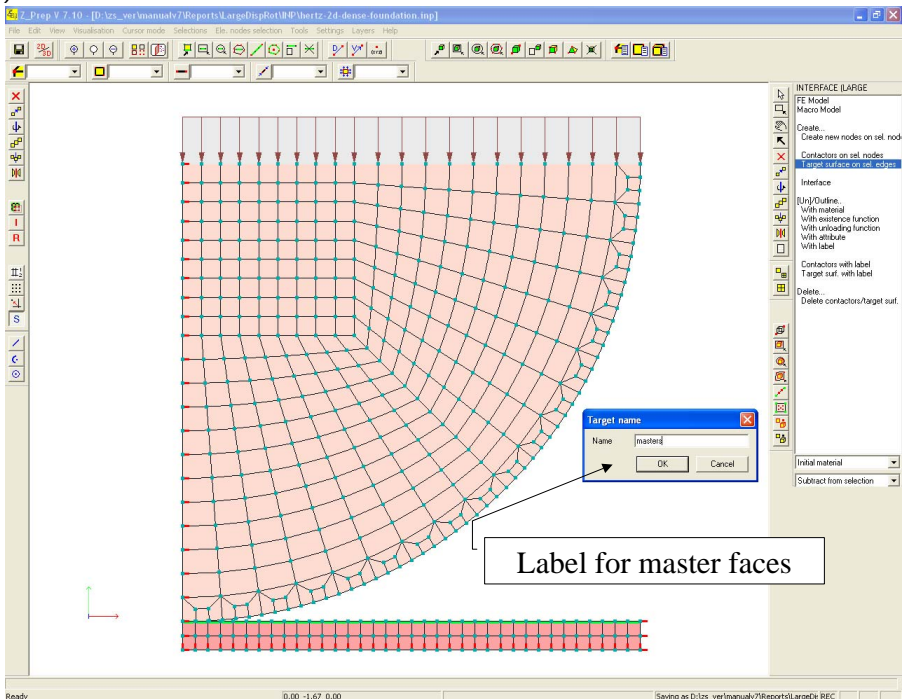 Z_Prep V 7.10 - [D:\zs_ver\manualv7\Reports\LargeDispRot\INP\hertz-2d-dense-foundation.inp]
File Edit View Visualisation Cursor mode Selections Ele. nodes selection Tools Settings Layers Help
INTERFACE (LARGE
FE Model
Macro Model
Create...
Create new nodes on sel. nod
Contactors on sel. nodes
Target surface on sel. edges
Interface
[Un]/Outline..
With material
With existence function
With unloading function
With attribute
With label
Contactors with label
Target surf. with label
Delete...
Delete contactors/target surf.
Target name
Name masters
OK Cancel
Label for master faces
Initial material
Subtract from selection
Ready 0.00 -1.67 0.00 Saving as D:\zs_ver\manualv7\Reports\LargeDi REC